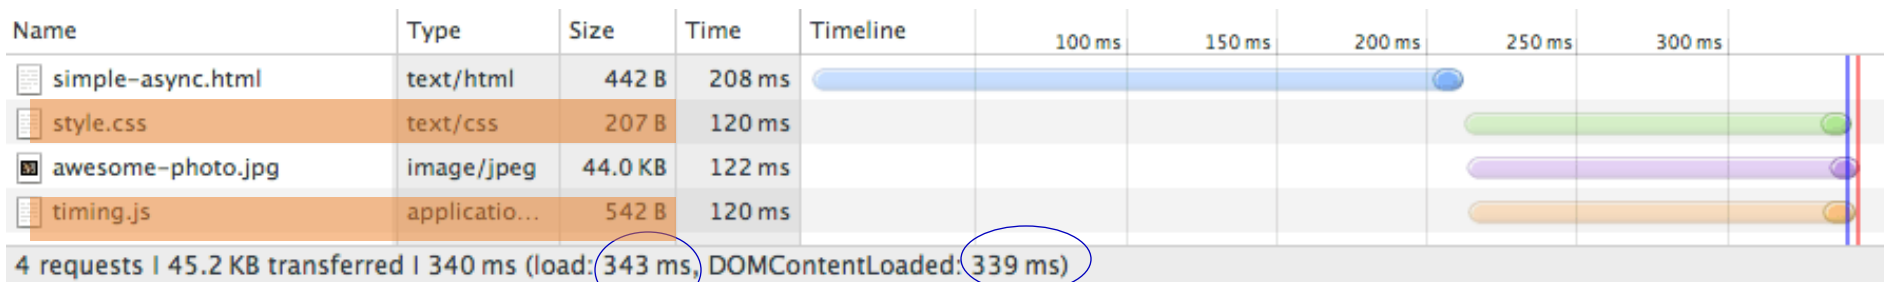 Name Type Size Time Timeline 100 ms 150 ms 200 ms 250 ms 300 ms
simple-async.html text/html 442 B 208 ms
style.css text/css 207 B 120 ms
awesome-photo.jpg image/jpeg 44.0 KB 122 ms
timing.js applicatio... 542 B 120 ms
4 requests | 45.2 KB transferred | 340 ms (load: 343 ms, DOMContentLoaded: 339 ms)